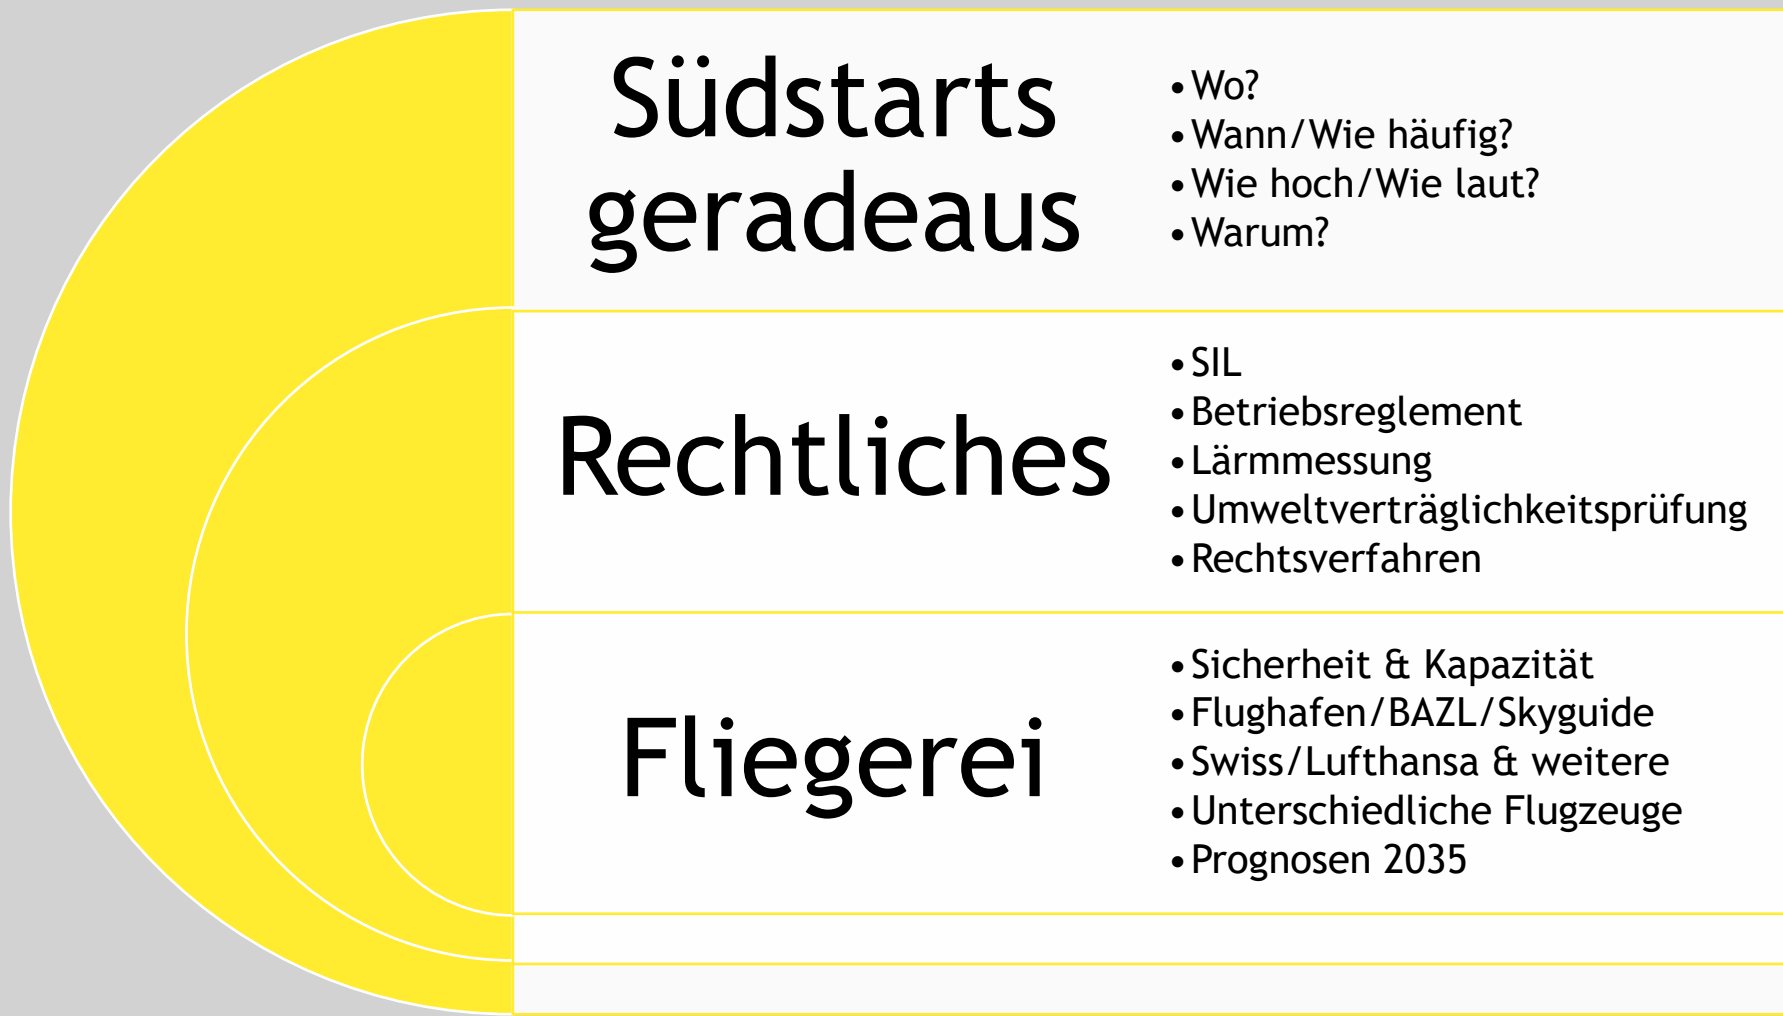 Südstarts
geradeaus
•Wo?
•Wann/Wie häufig?
•Wie hoch/Wie laut?
•Warum?
Rechtliches
•SIL
•Betriebsreglement
•Lärmmessung
•Umweltverträglichkeitsprüfung
•Rechtsverfahren
Fliegerei
•Sicherheit & Kapazität
•Flughafen/BAZL/Skyguide
•Swiss/Lufthansa & weitere
•Unterschiedliche Flugzeuge
•Prognosen 2035